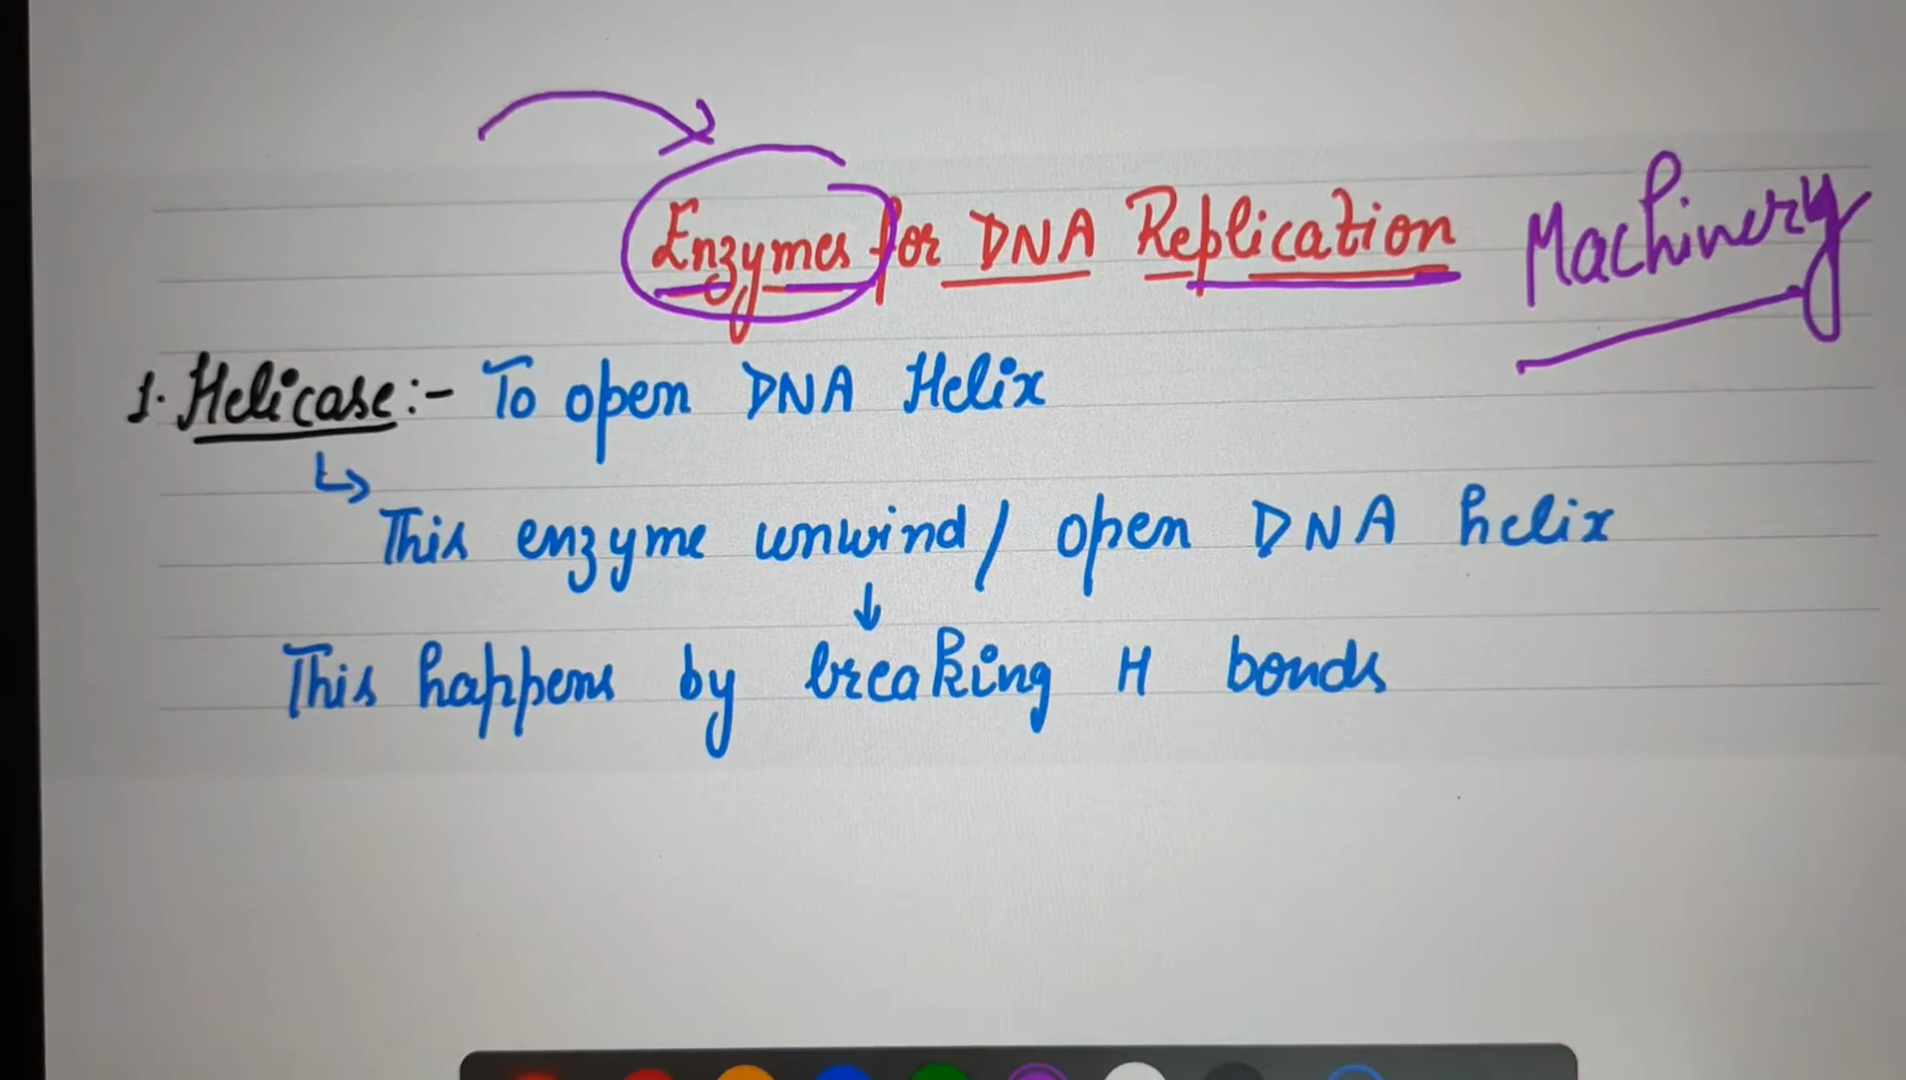 Enzymes for DNA Replication Machinery
1. Helicase:- To open DNA Helix
↳ This enzyme unwind/ open DNA helix
↓
This happens by breaking H bonds